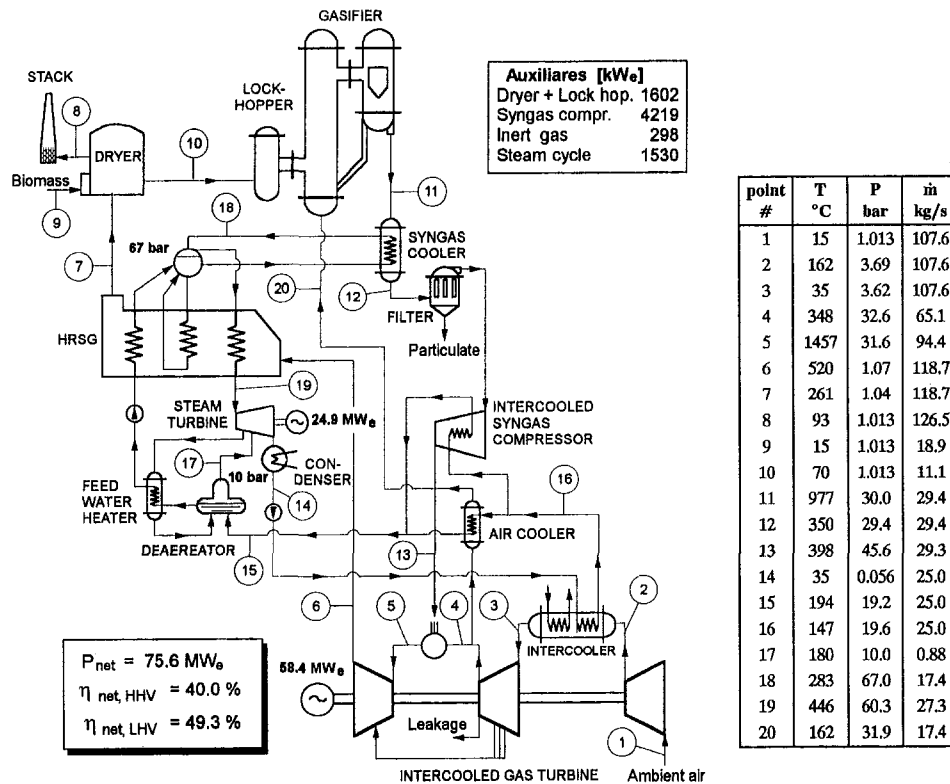 GASIFIER
STACK
LOCK-
HOPPER
8
DRYER
10
Biomass
9
Auxiliares [kWe]
Dryer + Lock hop. 1602
Syngas compr. 4219
Inert gas 298
Steam cycle 1530
11
18
67 bar
SYNGAS
COOLER
7
20
12
FILTER
HRSG
Particulate
19
STEAM
TURBINE
24.9 MWe
INTERCOOLED
SYNGAS
COMPRESSOR
17
10 bar
CON-
DENSER
16
FEED
WATER
HEATER
14
AIR COOLER
DEAEREATOR
13
15
6
5
4
3
2
INTERCOOLER
58.4 MWe
Leakage
1
INTERCOOLED GAS TURBINE
Ambient air
Pnet = 75.6 MWe
η net, HHV = 40.0 %
η net, LHV = 49.3 %
point T P ṁ
# °C bar kg/s
1 15 1.013 107.6
2 162 3.69 107.6
3 35 3.62 107.6
4 348 32.6 65.1
5 1457 31.6 94.4
6 520 1.07 118.7
7 261 1.04 118.7
8 93 1.013 126.5
9 15 1.013 18.9
10 70 1.013 11.1
11 977 30.0 29.4
12 350 29.4 29.4
13 398 45.6 29.3
14 35 0.056 25.0
15 194 19.2 25.0
16 147 19.6 25.0
17 180 10.0 0.88
18 283 67.0 17.4
19 446 60.3 27.3
20 162 31.9 17.4